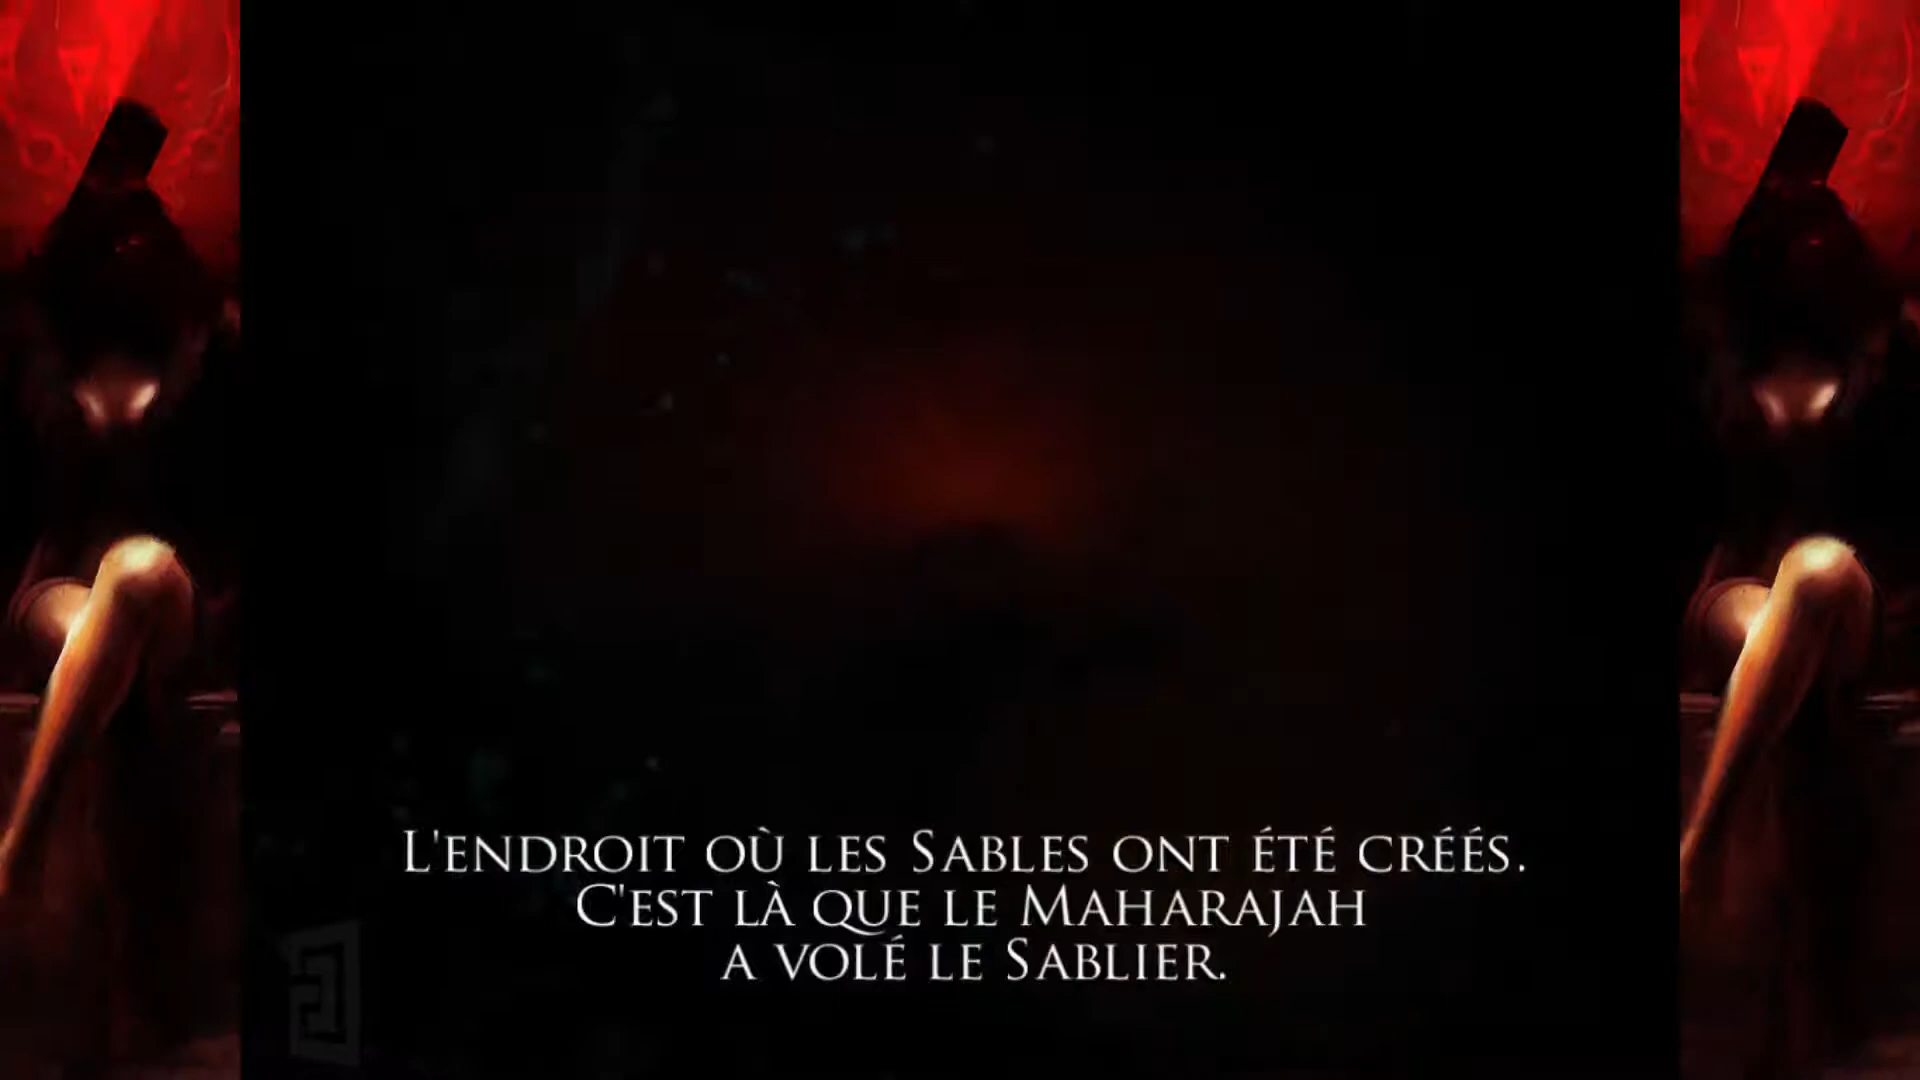 L'endroit où les Sables ont été créés.
C'est là que le Maharajah
a volé le Sablier.